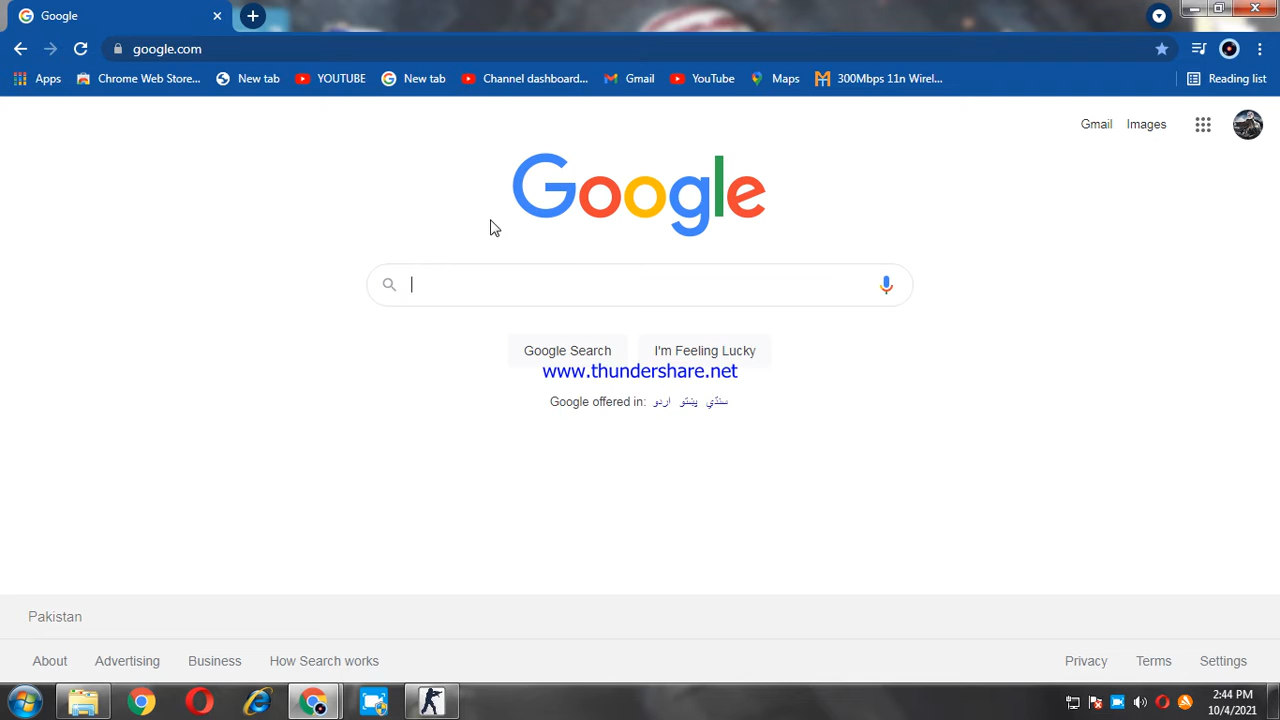 Google
google.com
Apps Chrome Web Store... New tab YOUTUBE New tab Channel dashboard... Gmail YouTube Maps 300Mbps 11n Wirel... Reading list
Gmail Images
Google
Google Search I'm Feeling Lucky
www.thundershare.net
Google offered in: اردو پښتو سنڌي
Pakistan
About Advertising Business How Search works Privacy Terms Settings
2:44 PM
10/4/2021